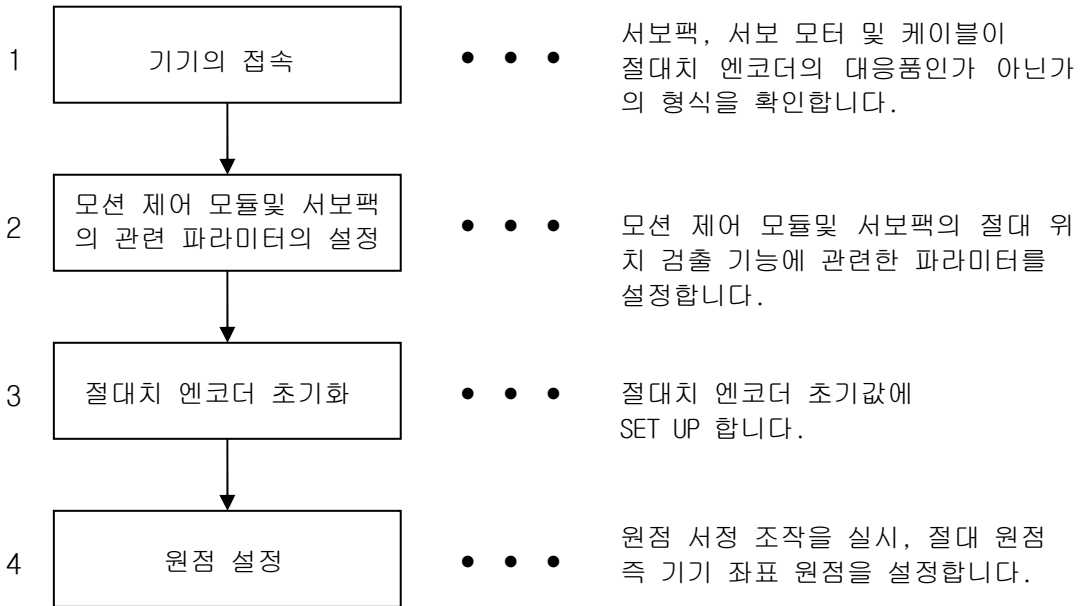 1
기기의 접속
서보팩, 서보 모터 및 케이블이
절대치 엔코더의 대응품인가 아닌가
의 형식을 확인합니다.
2
모션 제어 모듈및 서보팩
의 관련 파라미터의 설정
모션 제어 모듈및 서보팩의 절대 위
치 검출 기능에 관련한 파라미터를
설정합니다.
3
절대치 엔코더 초기화
절대치 엔코더 초기값에
SET UP 합니다.
4
원점 설정
원점 서정 조작을 실시, 절대 원점
즉 기기 좌표 원점을 설정합니다.